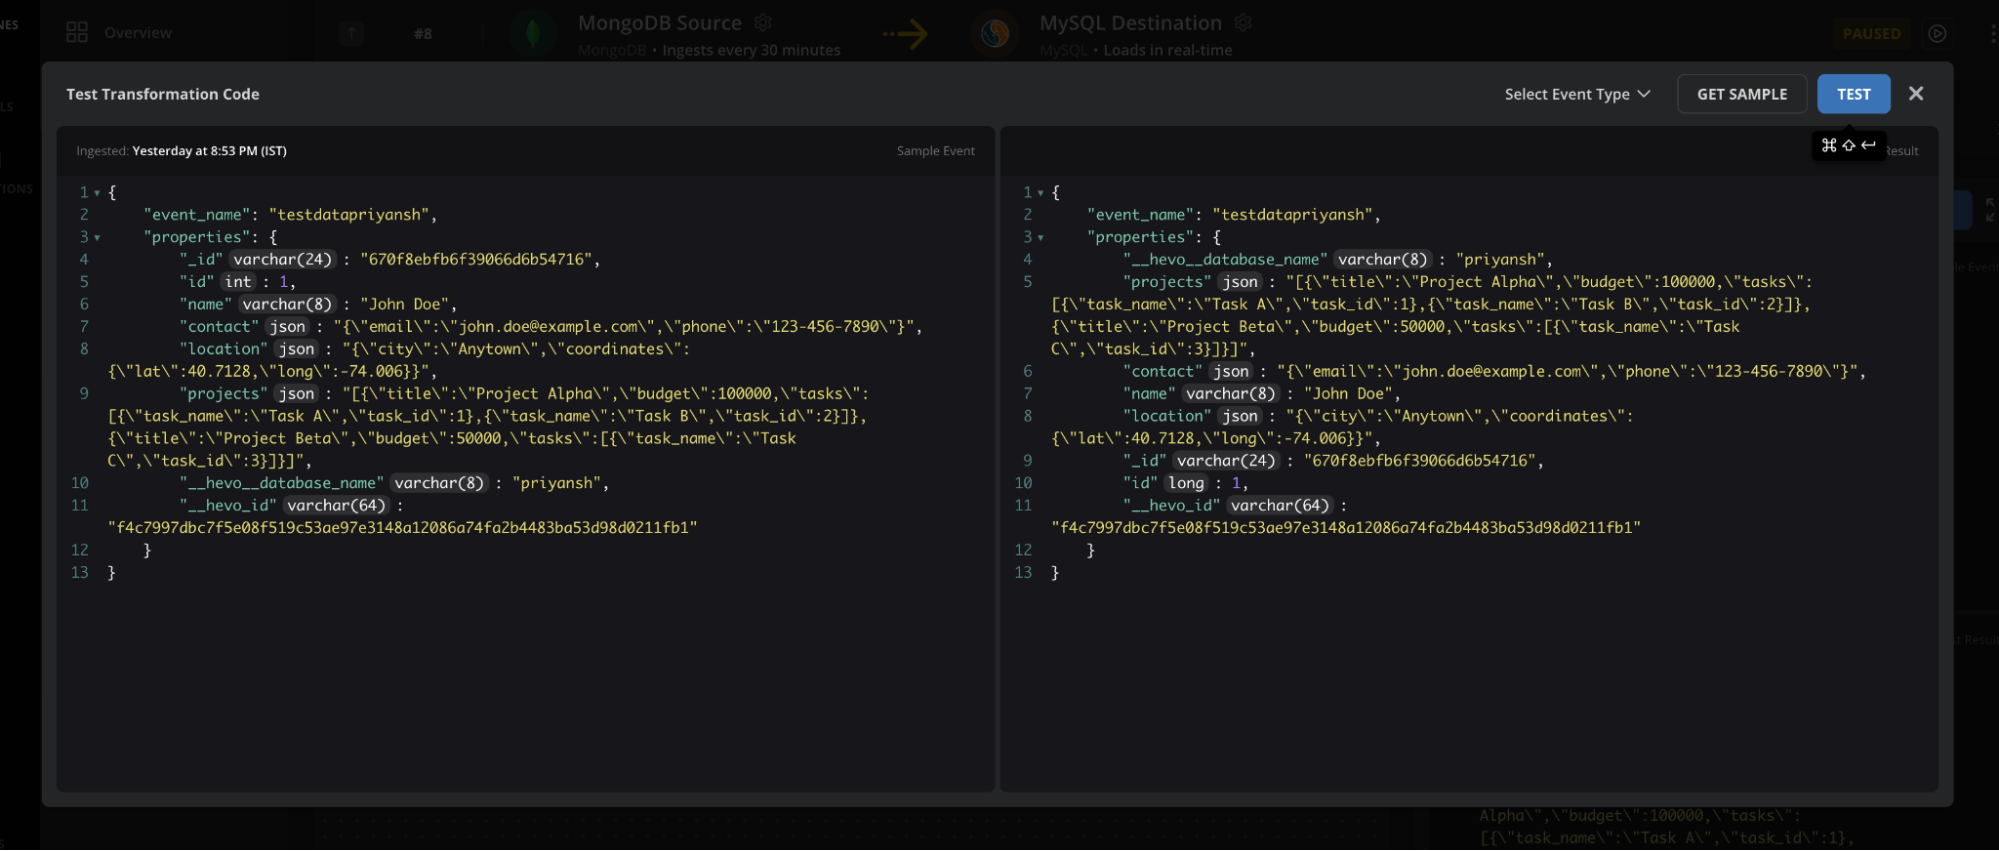 NES
Overview
#8
MongoDB Source
MongoDB • Ingests every 30 minutes
MySQL Destination
MySQL • Loads in real-time
PAUSED
LS
TIONS
Test Transformation Code
Select Event Type
GET SAMPLE
TEST
⌘⇧↩
Ingested: Yesterday at 8:53 PM (IST)
Sample Event
1 {
2 "event_name": "testdatapriyansh",
3 "properties": {
4 "_id" varchar(24) : "670f8ebfb6f39066d6b54716",
5 "id" int : 1,
6 "name" varchar(8) : "John Doe",
7 "contact" json : "{\"email\":\"john.doe@example.com\",\"phone\":\"123-456-7890\"}",
8 "location" json : "{\"city\":\"Anytown\",\"coordinates\":
{\"lat\":40.7128,\"long\":-74.006}}",
9 "projects" json : "[{\"title\":\"Project Alpha\",\"budget\":100000,\"tasks\":
[{\"task_name\":\"Task A\",\"task_id\":1},{\"task_name\":\"Task B\",\"task_id\":2}]},
{\"title\":\"Project Beta\",\"budget\":50000,\"tasks\":[{\"task_name\":\"Task
C\",\"task_id\":3}]}]",
10 "__hevo__database_name" varchar(8) : "priyansh",
11 "__hevo_id" varchar(64) :
"f4c7997dbc7f5e08f519c53ae97e3148a12086a74fa2b4483ba53d98d0211fb1"
12 }
13 }
Result
1 {
2 "event_name": "testdatapriyansh",
3 "properties": {
4 "__hevo__database_name" varchar(8) : "priyansh",
5 "projects" json : "[{\"title\":\"Project Alpha\",\"budget\":100000,\"tasks\":
[{\"task_name\":\"Task A\",\"task_id\":1},{\"task_name\":\"Task B\",\"task_id\":2}]},
{\"title\":\"Project Beta\",\"budget\":50000,\"tasks\":[{\"task_name\":\"Task
C\",\"task_id\":3}]}]",
6 "contact" json : "{\"email\":\"john.doe@example.com\",\"phone\":\"123-456-7890\"}",
7 "name" varchar(8) : "John Doe",
8 "location" json : "{\"city\":\"Anytown\",\"coordinates\":
{\"lat\":40.7128,\"long\":-74.006}}",
9 "_id" varchar(24) : "670f8ebfb6f39066d6b54716",
10 "id" long : 1,
11 "__hevo_id" varchar(64) :
"f4c7997dbc7f5e08f519c53ae97e3148a12086a74fa2b4483ba53d98d0211fb1"
12 }
13 }
le Event
st Result
Alpha\",\"budget\":100000,\"tasks\":
[{\"task_name\":\"Task A\",\"task_id\":1},